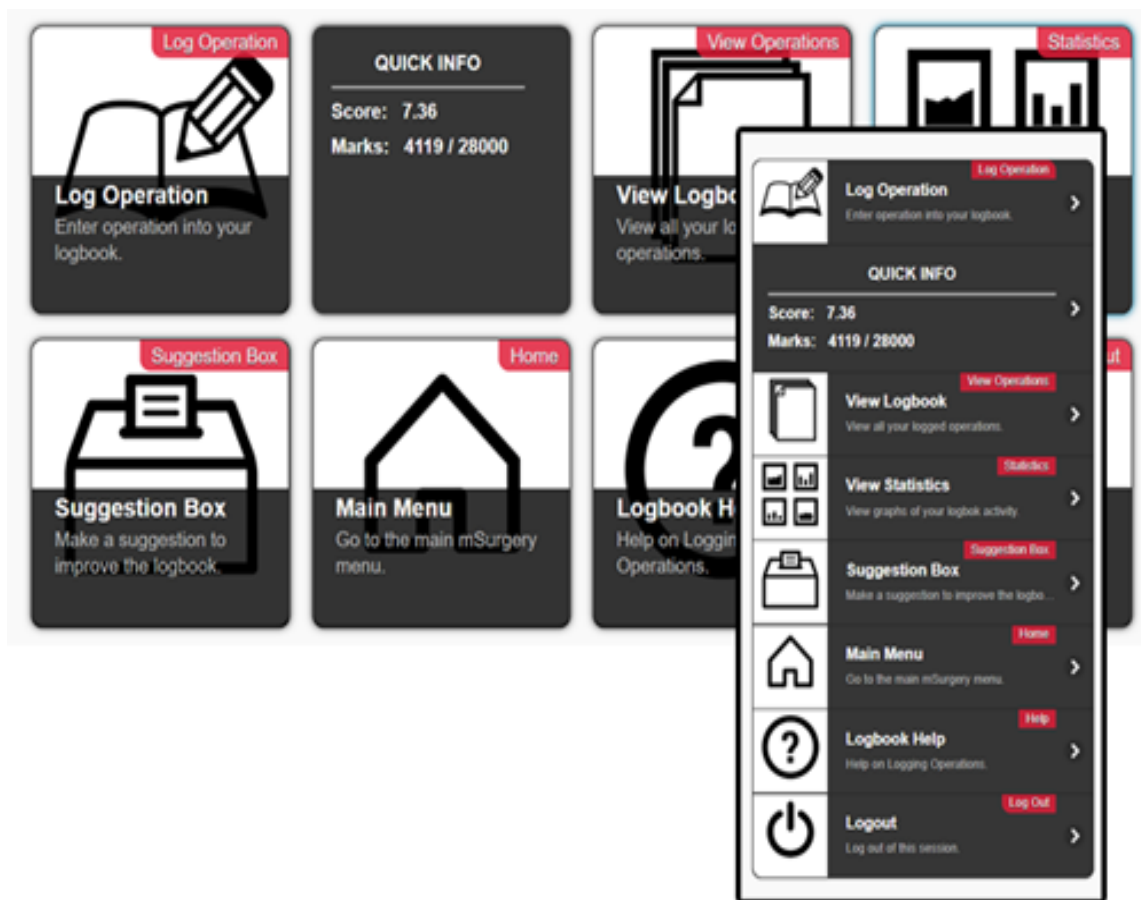 Log Operation
Log Operation
Enter operation into your
logbook.
QUICK INFO
Score: 7.36
Marks: 4119 / 28000
View Operations
View Logbo
View all your lo
operations.
Statistics
Suggestion Box
Suggestion Box
Make a suggestion to
improve the logbook.
Home
Main Menu
Go to the main mSurgery
menu.
Logbook H
Help on Loggin
Operations.
ut
Log Operation
Log Operation
Enter operation into your logbook.
QUICK INFO
Score: 7.36
Marks: 4119 / 28000
View Operations
View Logbook
View all your logged operations.
Statistics
View Statistics
View graphs of your logbok activity.
Suggestion Box
Suggestion Box
Make a suggestion to improve the logbo...
Home
Main Menu
Go to the main mSurgery menu.
Help
Logbook Help
Help on Logging Operations.
Log Out
Logout
Log out of this session.